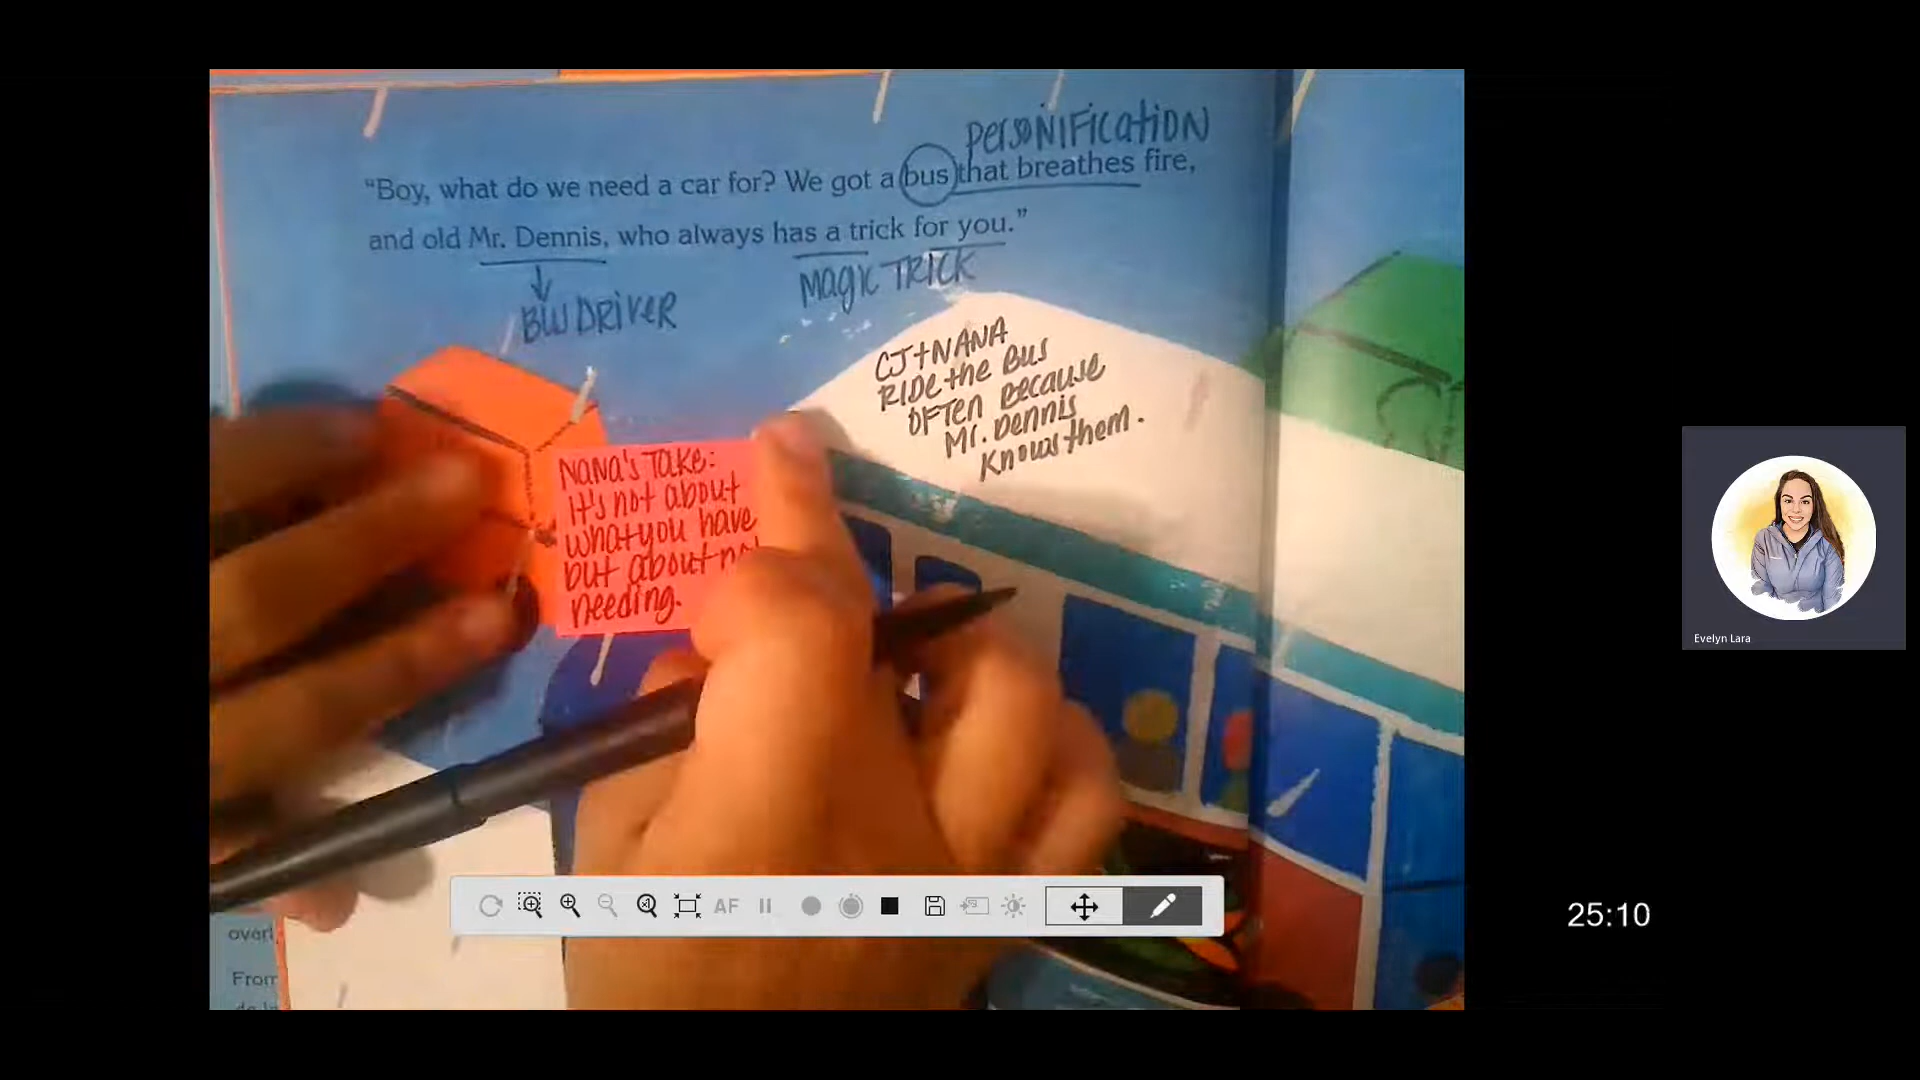 Personification
“Boy, what do we need a car for? We got a bus that breathes fire,
and old Mr. Dennis, who always has a trick for you.”
Magic Trick
Bus Driver
CJ + NANA
Ride the Bus
OFTEN Because
Mr. Dennis
Knows them.
NANA's Take:
it's not about
what you have
but about
needing.
AF
overl
From
25:10
Evelyn Lara